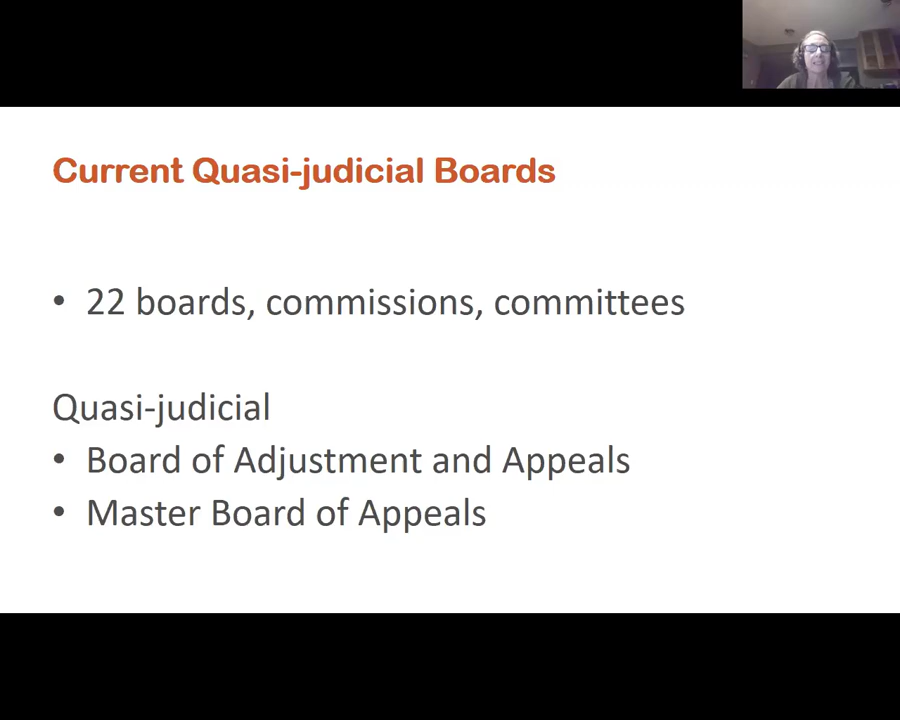 Current Quasi-judicial Boards
• 22 boards, commissions, committees
Quasi-judicial
• Board of Adjustment and Appeals
• Master Board of Appeals